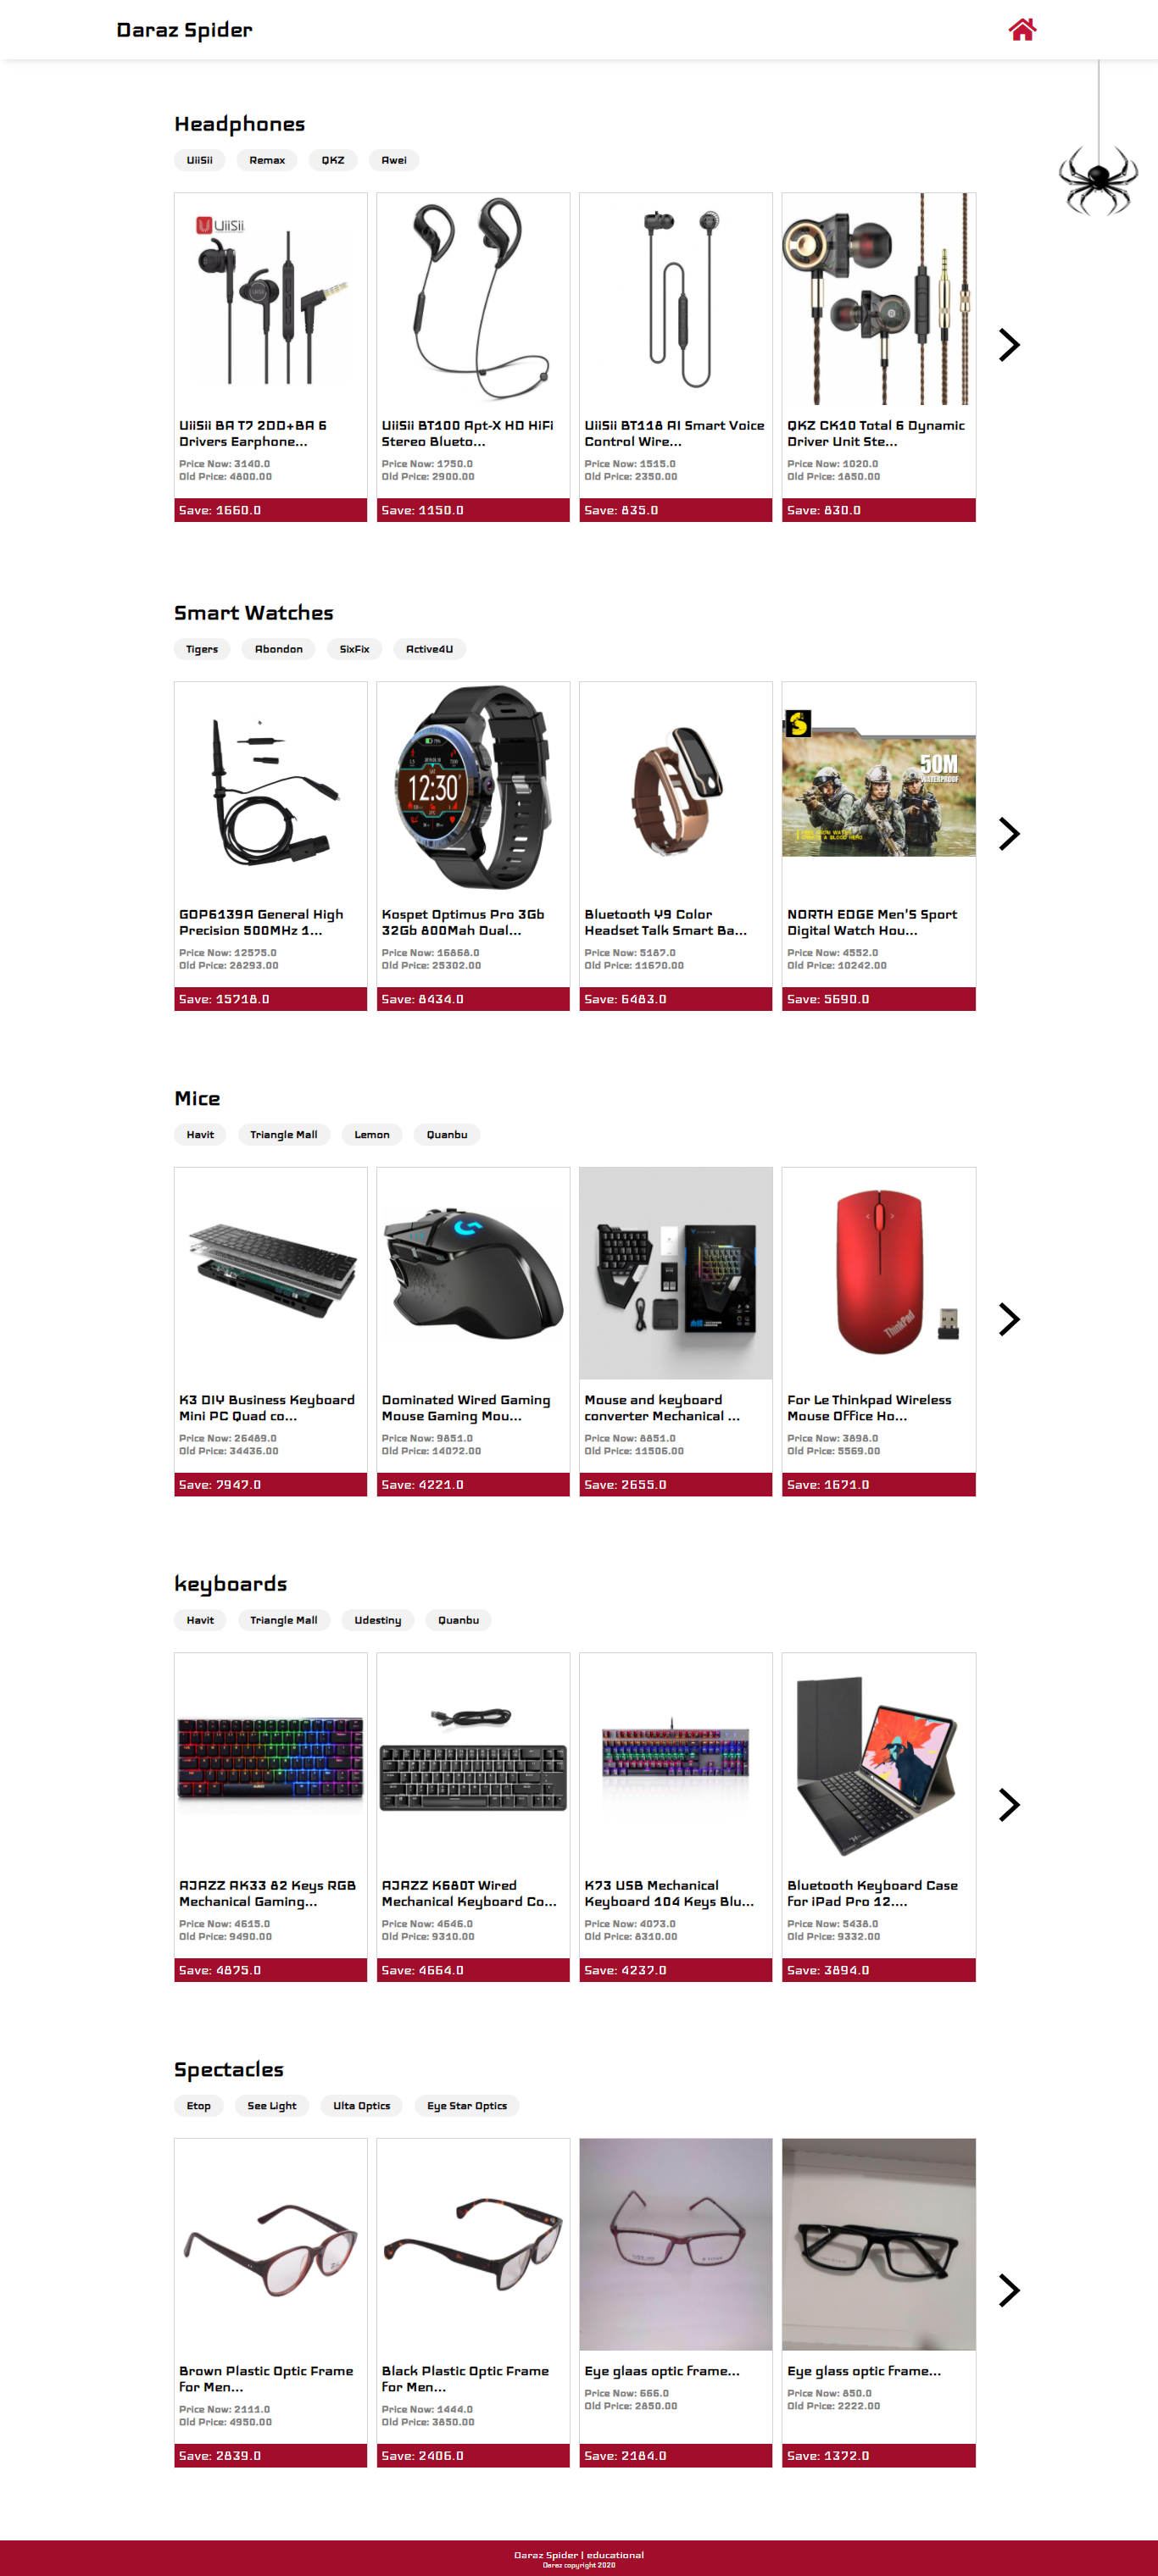 Daraz Spider
Headphones
UiiSii
Remax
QKZ
Awei
UiiSii
UiiSii BA T7 2DD+BA 6
Drivers Earphone...
Price Now: 3140.0
Old Price: 4800.00
Save: 1660.0
UiiSii BT100 Apt-X HD HiFi
Stereo Blueto...
Price Now: 1750.0
Old Price: 2900.00
Save: 1150.0
UiiSii BT118 AI Smart Voice
Control Wire...
Price Now: 1515.0
Old Price: 2350.00
Save: 835.0
QKZ CK10 Total 6 Dynamic
Driver Unit Ste...
Price Now: 1020.0
Old Price: 1850.00
Save: 830.0
Smart Watches
Tigers
Abondon
SixFix
Active4U
12:30
50M
WATERPROOF
GOP6139A General High
Precision 500MHz 1...
Price Now: 12575.0
Old Price: 28293.00
Save: 15718.0
Kospet Optimus Pro 3Gb
32Gb 800Mah Dual...
Price Now: 16868.0
Old Price: 25302.00
Save: 8434.0
Bluetooth Y9 Color
Headset Talk Smart Ba...
Price Now: 5187.0
Old Price: 11670.00
Save: 6483.0
NORTH EDGE Men'S Sport
Digital Watch Hou...
Price Now: 4552.0
Old Price: 10242.00
Save: 5690.0
Mice
Havit
Triangle Mall
Lemon
Quanbu
ThinkPad
K3 DIY Business Keyboard
Mini PC Quad co...
Price Now: 26489.0
Old Price: 34436.00
Save: 7947.0
Dominated Wired Gaming
Mouse Gaming Mou...
Price Now: 9851.0
Old Price: 14072.00
Save: 4221.0
Mouse and keyboard
converter Mechanical ...
Price Now: 8851.0
Old Price: 11506.00
Save: 2655.0
For Le Thinkpad Wireless
Mouse Office Ho...
Price Now: 3898.0
Old Price: 5569.00
Save: 1671.0
keyboards
Havit
Triangle Mall
Udestiny
Quanbu
AJAZZ AK33 82 Keys RGB
Mechanical Gaming...
Price Now: 4615.0
Old Price: 9490.00
Save: 4875.0
AJAZZ K680T Wired
Mechanical Keyboard Co...
Price Now: 4646.0
Old Price: 9310.00
Save: 4664.0
K73 USB Mechanical
Keyboard 104 Keys Blu...
Price Now: 4073.0
Old Price: 8310.00
Save: 4237.0
Bluetooth Keyboard Case
for iPad Pro 12....
Price Now: 5438.0
Old Price: 9332.00
Save: 3894.0
Spectacles
Etop
See Light
Ulta Optics
Eye Star Optics
Brown Plastic Optic Frame
for Men...
Price Now: 2111.0
Old Price: 4950.00
Save: 2839.0
Black Plastic Optic Frame
for Men...
Price Now: 1444.0
Old Price: 3850.00
Save: 2406.0
Eye glaas optic frame...
Price Now: 666.0
Old Price: 2850.00
Save: 2184.0
Eye glass optic frame...
Price Now: 850.0
Old Price: 2222.00
Save: 1372.0
Daraz Spider | educational
Daraz copyright 2020